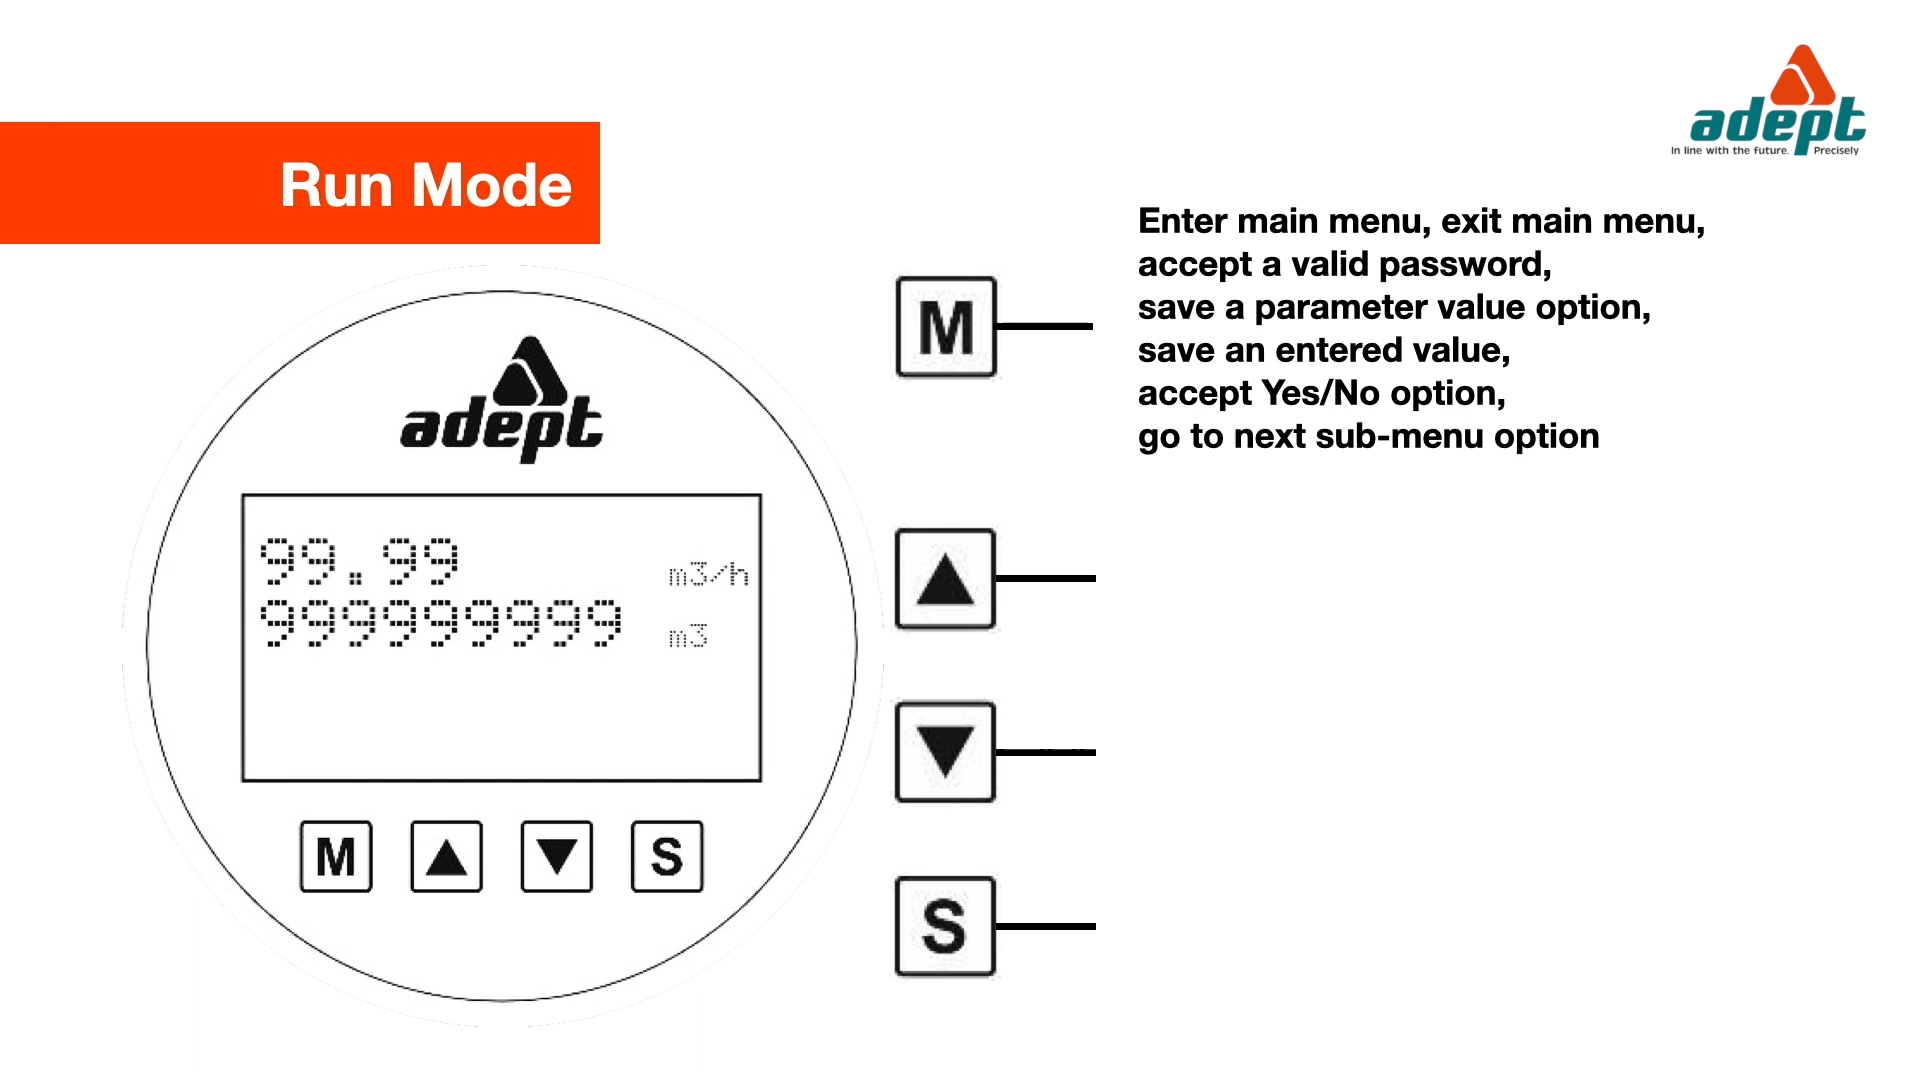 adept
In line with the future. Precisely
Run Mode
Enter main menu, exit main menu,
accept a valid password,
save a parameter value option,
save an entered value,
accept Yes/No option,
go to next sub-menu option
M
S
adept
99.99 m3/h
999999999 m3
M S